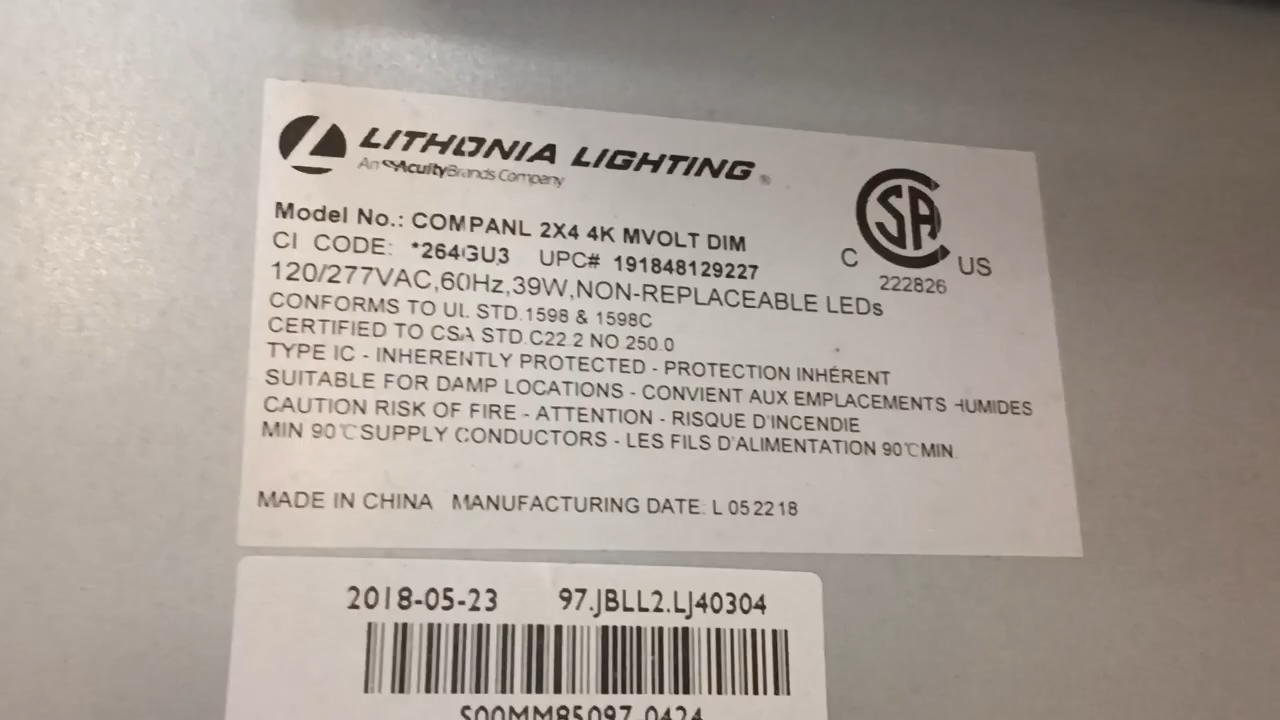 LITHONIA LIGHTING ®
An AcuityBrands Company
Model No.: COMPANL 2X4 4K MVOLT DIM
CI CODE: *264GU3 UPC# 191848129227
120/277VAC,60Hz,39W,NON-REPLACEABLE LEDs
CONFORMS TO UL STD.1598 & 1598C
CERTIFIED TO CSA STD.C22.2 NO 250.0
TYPE IC - INHERENTLY PROTECTED - PROTECTION INHÉRENT
SUITABLE FOR DAMP LOCATIONS - CONVIENT AUX EMPLACEMENTS HUMIDES
CAUTION RISK OF FIRE - ATTENTION - RISQUE D'INCENDIE
MIN 90℃ SUPPLY CONDUCTORS - LES FILS D'ALIMENTATION 90℃ MIN.
MADE IN CHINA MANUFACTURING DATE: L 052218
CSA
C US
222826
2018-05-23 97.JBLL2.LJ40304
S00MM85097-0424